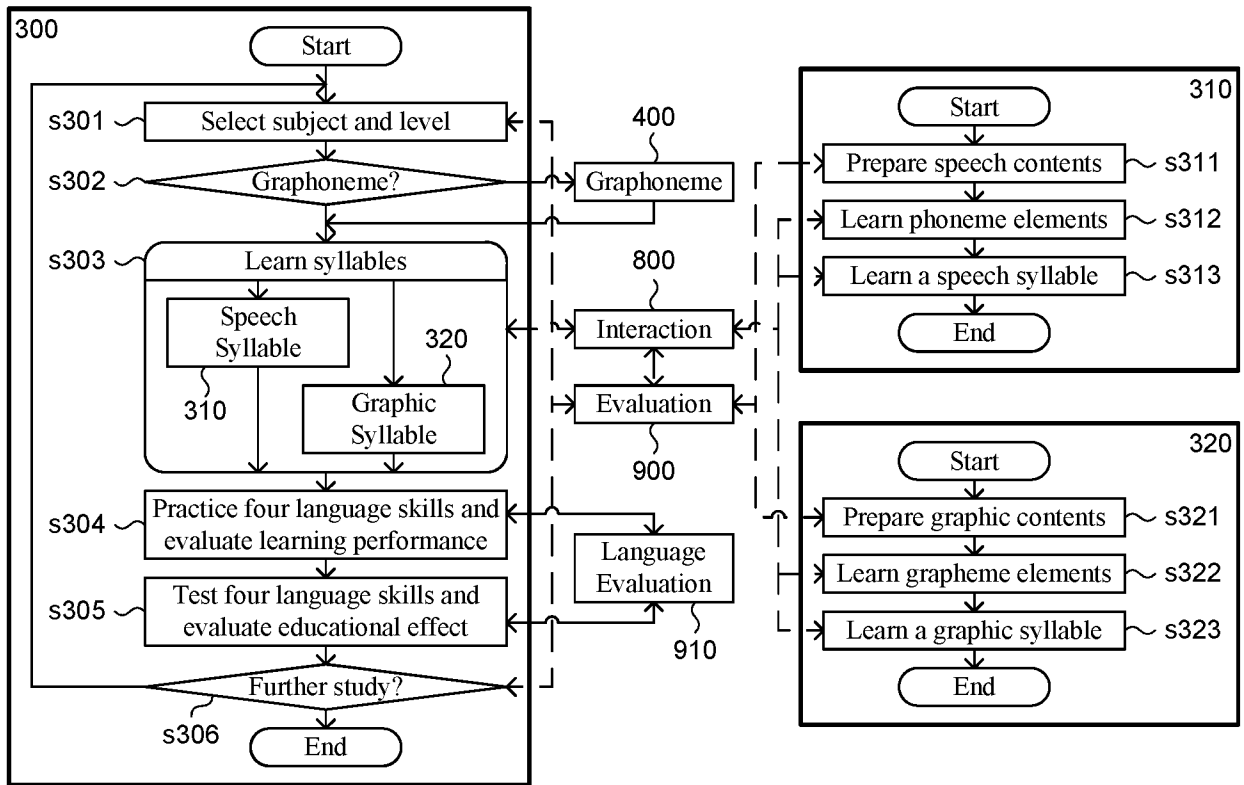 300
Start
s301
Select subject and level
s302
Graphoneme?
400
Graphoneme
s303
Learn syllables
Speech
Syllable
310
320
Graphic
Syllable
800
Interaction
Evaluation
900
s304
Practice four language skills and
evaluate learning performance
s305
Test four language skills and
evaluate educational effect
Language
Evaluation
910
Further study?
s306
End
310
Start
Prepare speech contents
s311
Learn phoneme elements
s312
Learn a speech syllable
s313
End
320
Start
Prepare graphic contents
s321
Learn grapheme elements
s322
Learn a graphic syllable
s323
End